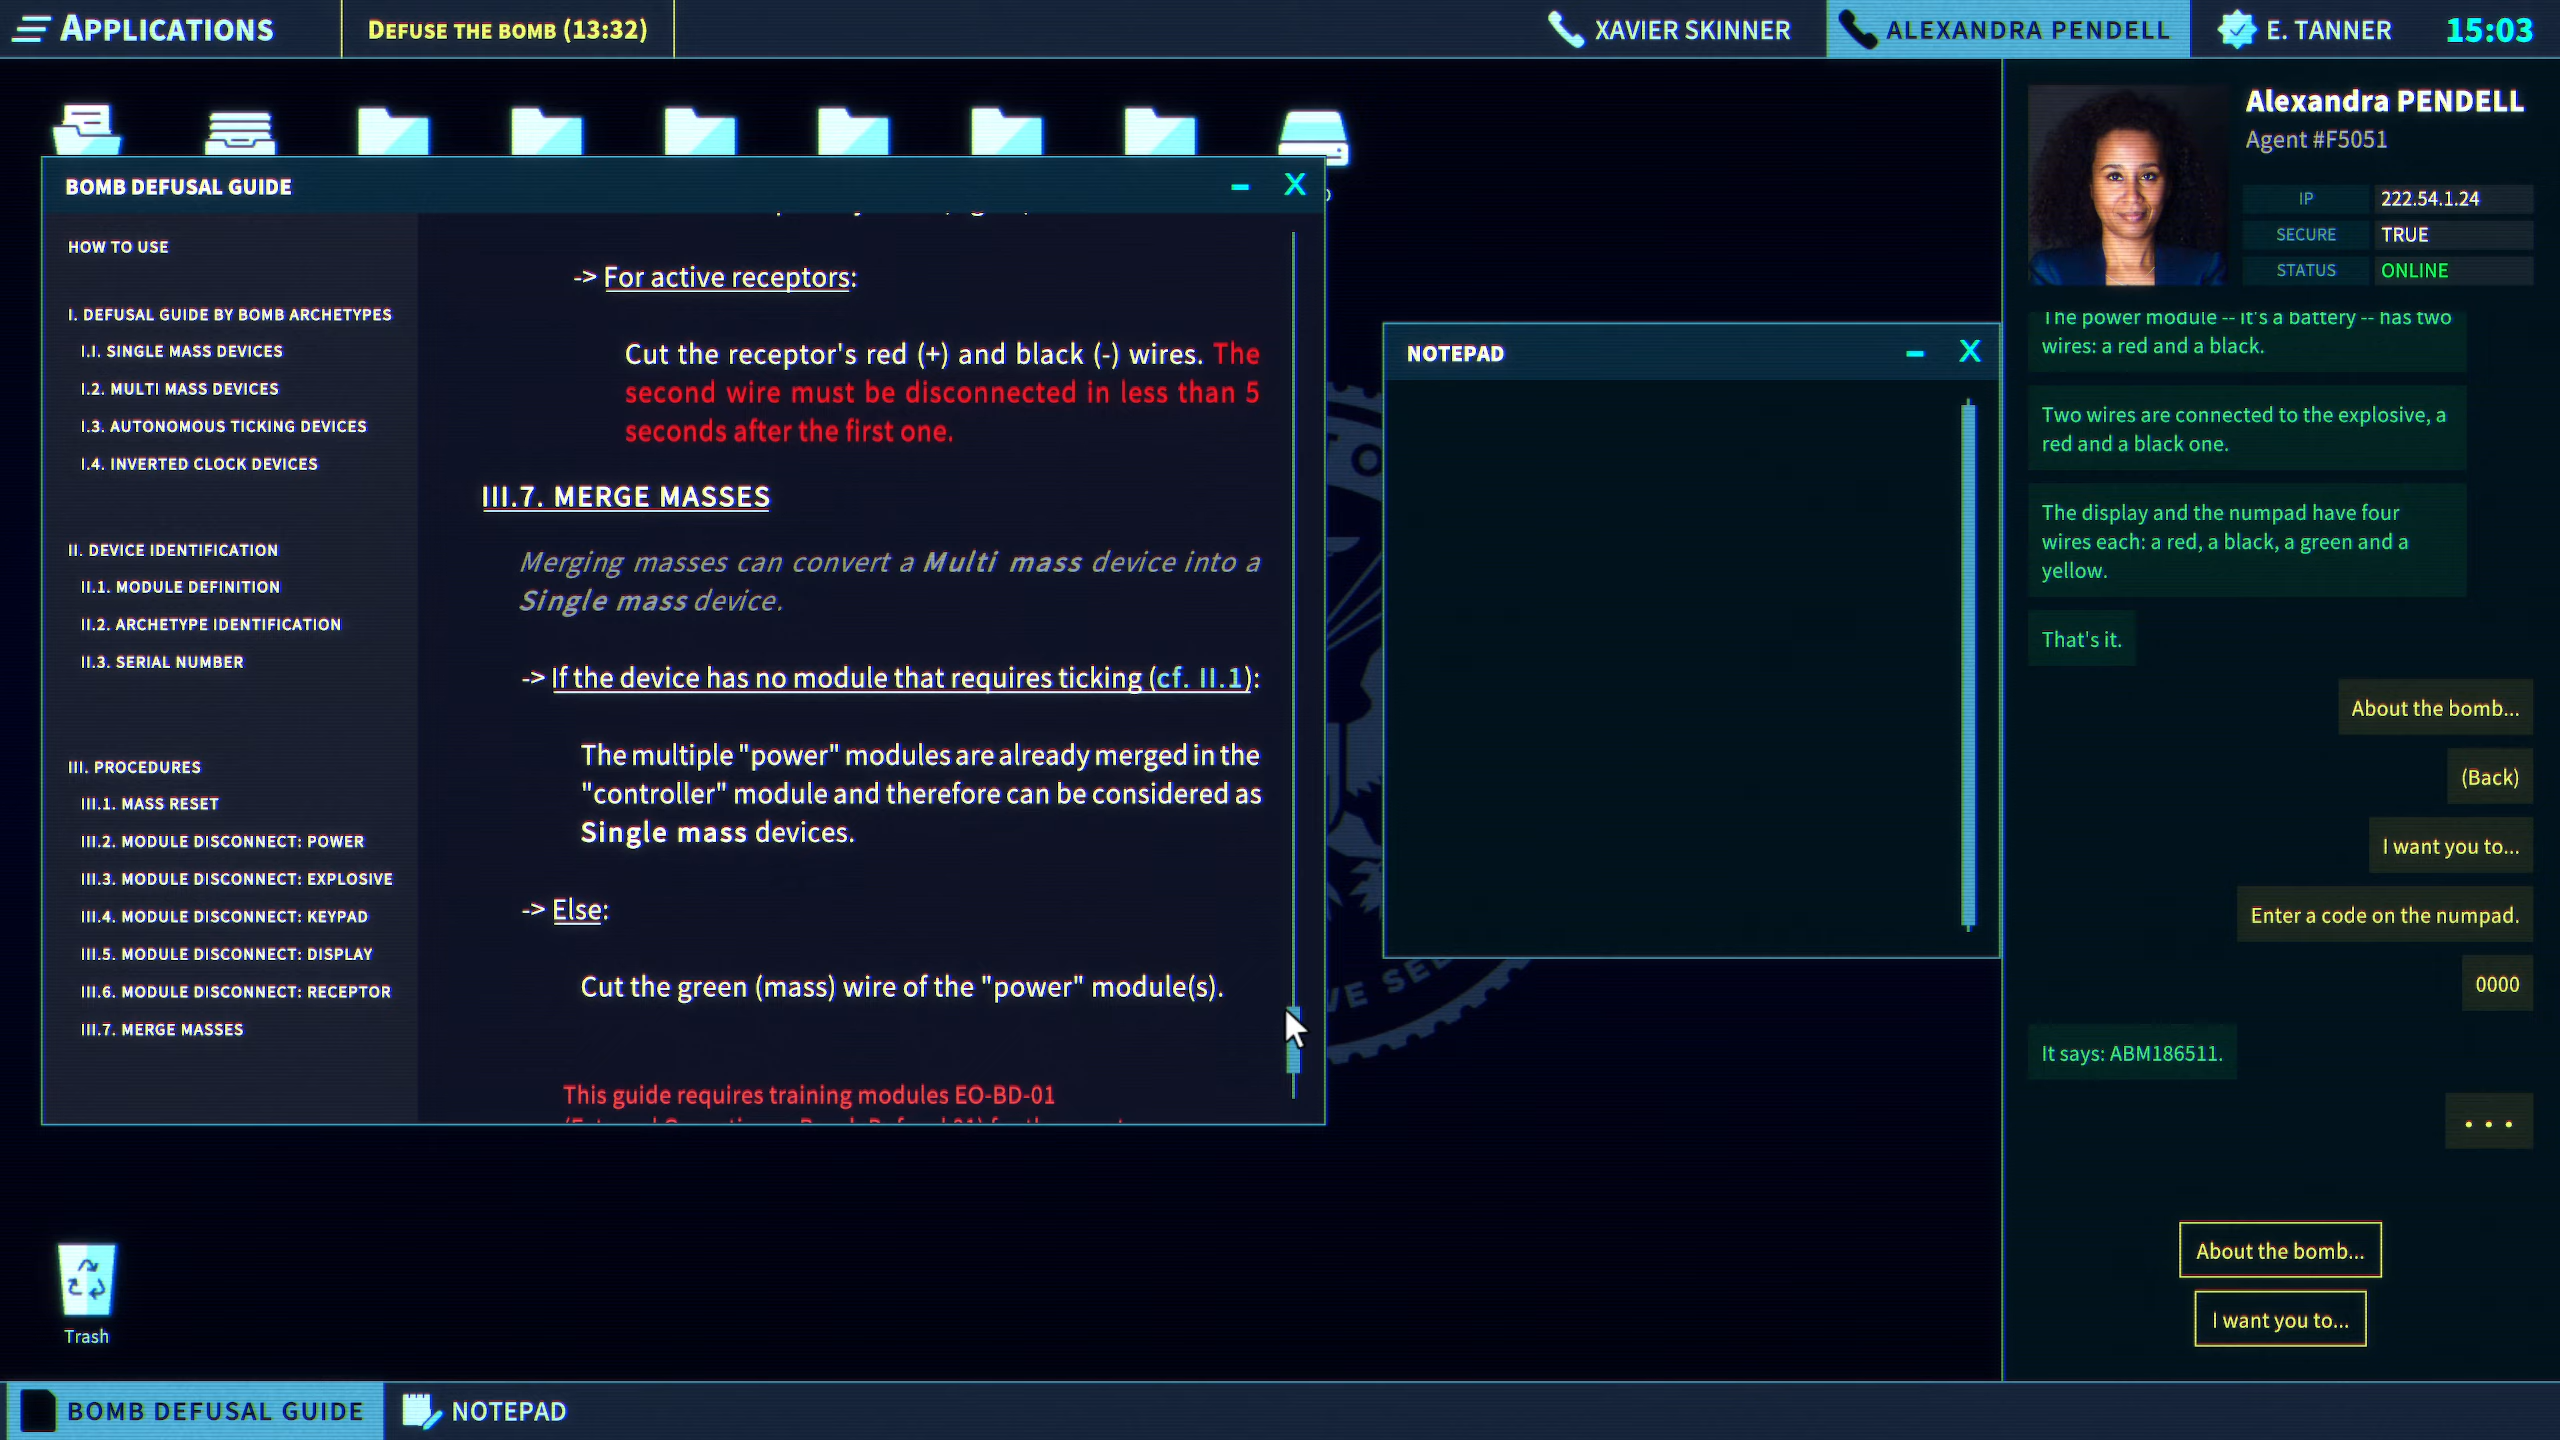 APPLICATIONS
DEFUSE THE BOMB (13:32)
XAVIER SKINNER
ALEXANDRA PENDELL
E. TANNER
15:03
BOMB DEFUSAL GUIDE
HOW TO USE
I. DEFUSAL GUIDE BY BOMB ARCHETYPES
I.I. SINGLE MASS DEVICES
I.2. MULTI MASS DEVICES
I.3. AUTONOMOUS TICKING DEVICES
I.4. INVERTED CLOCK DEVICES
II. DEVICE IDENTIFICATION
II.1. MODULE DEFINITION
II.2. ARCHETYPE IDENTIFICATION
II.3. SERIAL NUMBER
III. PROCEDURES
III.1. MASS RESET
III.2. MODULE DISCONNECT: POWER
III.3. MODULE DISCONNECT: EXPLOSIVE
III.4. MODULE DISCONNECT: KEYPAD
III.5. MODULE DISCONNECT: DISPLAY
III.6. MODULE DISCONNECT: RECEPTOR
III.7. MERGE MASSES
-> For active receptors:
Cut the receptor's red (+) and black (-) wires. The
second wire must be disconnected in less than 5
seconds after the first one.
III.7. MERGE MASSES
Merging masses can convert a Multi mass device into a
Single mass device.
-> If the device has no module that requires ticking (cf. II.1):
The multiple "power" modules are already merged in the
"controller" module and therefore can be considered as
Single mass devices.
-> Else:
Cut the green (mass) wire of the "power" module(s).
This guide requires training modules EO-BD-01
NOTEPAD
VE SE
Alexandra PENDELL
Agent #F5051
IP 222.54.1.24
SECURE TRUE
STATUS ONLINE
The power module -- it's a battery -- has two
wires: a red and a black.
Two wires are connected to the explosive, a
red and a black one.
The display and the numpad have four
wires each: a red, a black, a green and a
yellow.
That's it.
About the bomb...
(Back)
I want you to...
Enter a code on the numpad.
0000
It says: ABM186511.
...
About the bomb...
I want you to...
Trash
BOMB DEFUSAL GUIDE
NOTEPAD